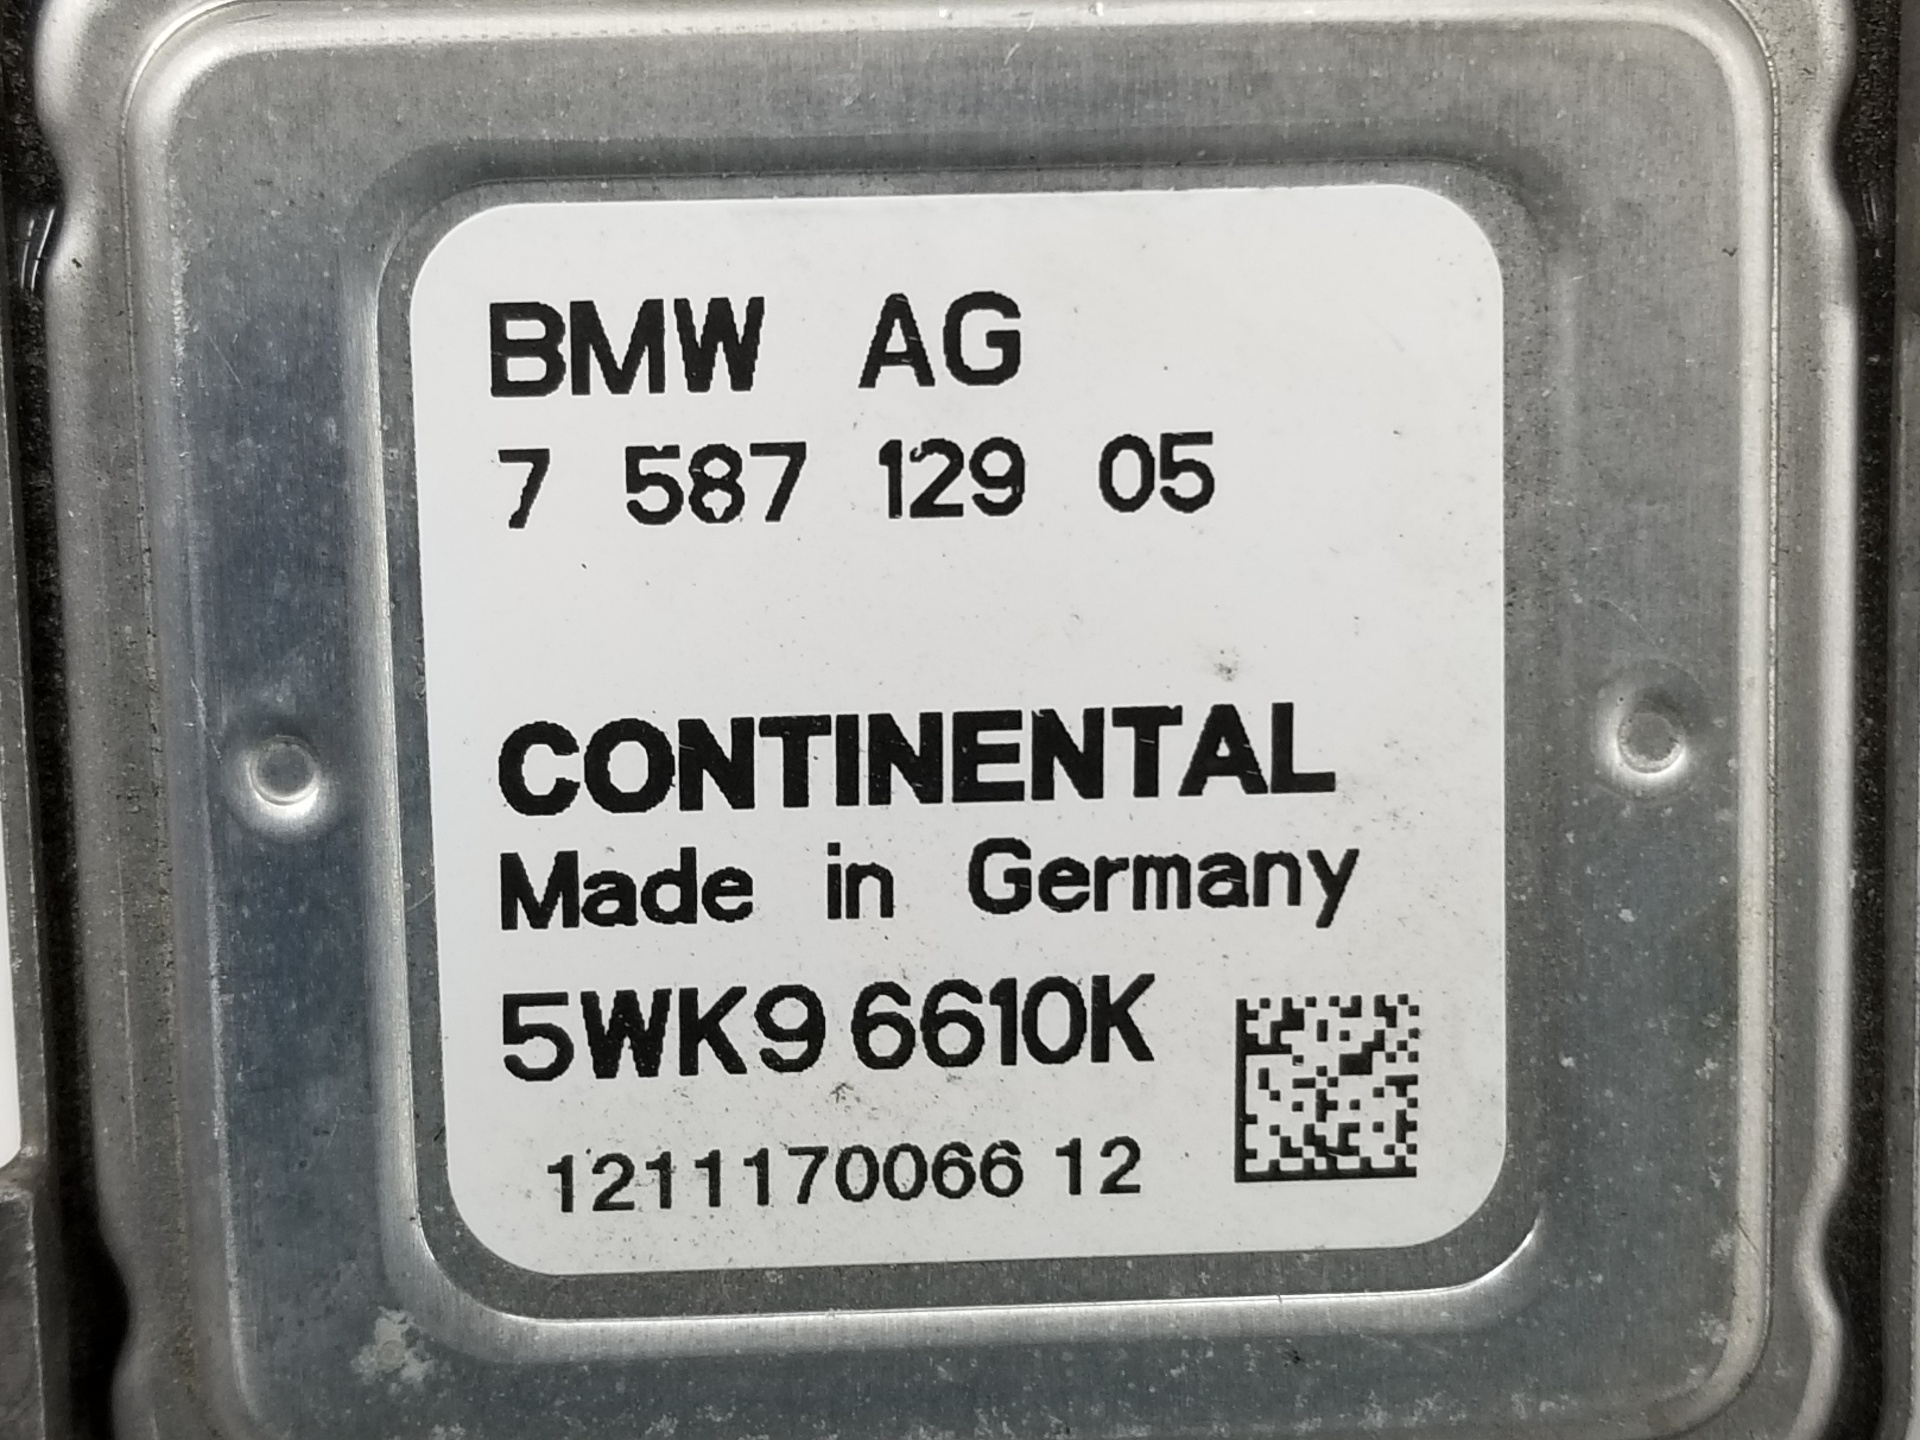 BMW AG
7 587 129 05
CONTINENTAL
Made in Germany
5WK9 6610K
1211170066 12